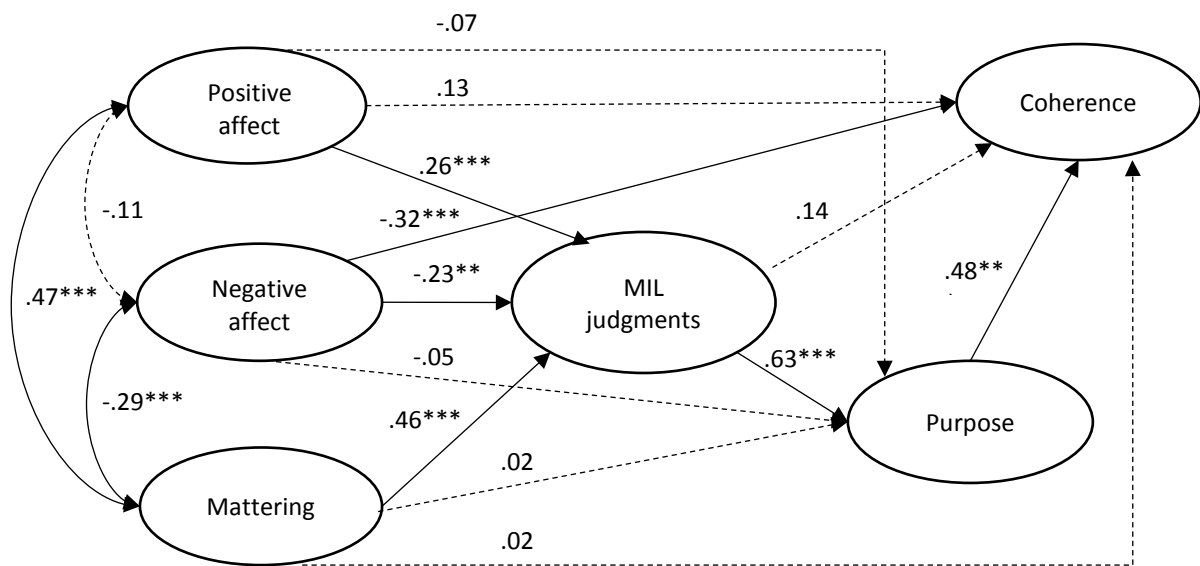 -.07
Positive
affect
.13
Coherence
.26***
-.11
-.32***
.14
.47***
Negative
affect
-.23**
MIL
judgments
.48**
-.05
.63***
-.29***
.46***
Purpose
.02
Mattering
.02